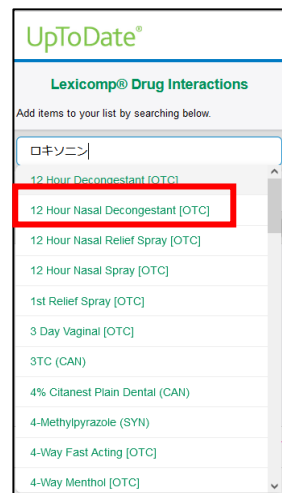 UpToDate®
Lexicomp® Drug Interactions
Add items to your list by searching below.
ロキソニン
12 Hour Decongestant [OTC]
12 Hour Nasal Decongestant [OTC]
12 Hour Nasal Relief Spray [OTC]
12 Hour Nasal Spray [OTC]
1st Relief Spray [OTC]
3 Day Vaginal [OTC]
3TC (CAN)
4% Citanest Plain Dental (CAN)
4-Methylpyrazole (SYN)
4-Way Fast Acting [OTC]
4-Way Menthol [OTC]